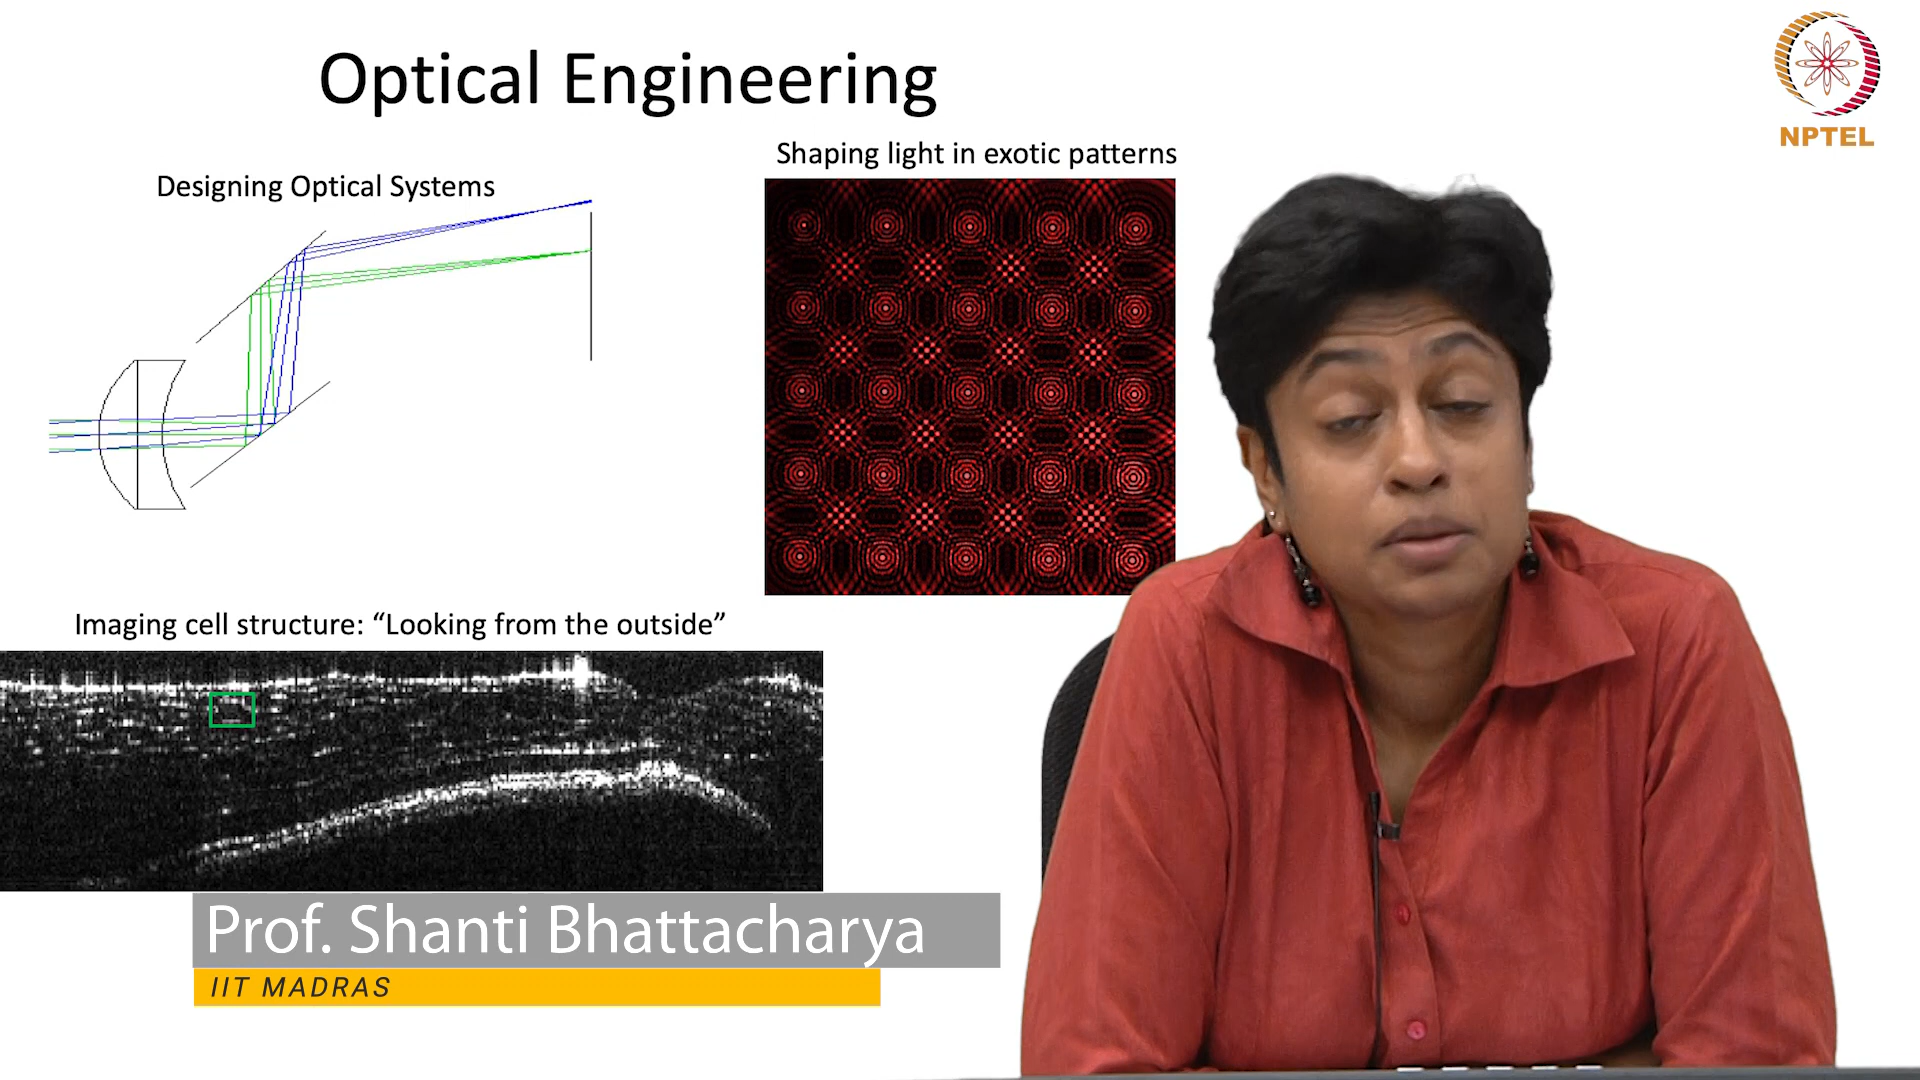 Optical Engineering
NPTEL
Shaping light in exotic patterns
Designing Optical Systems
Imaging cell structure: “Looking from the outside”
Prof. Shanti Bhattacharya
IIT MADRAS